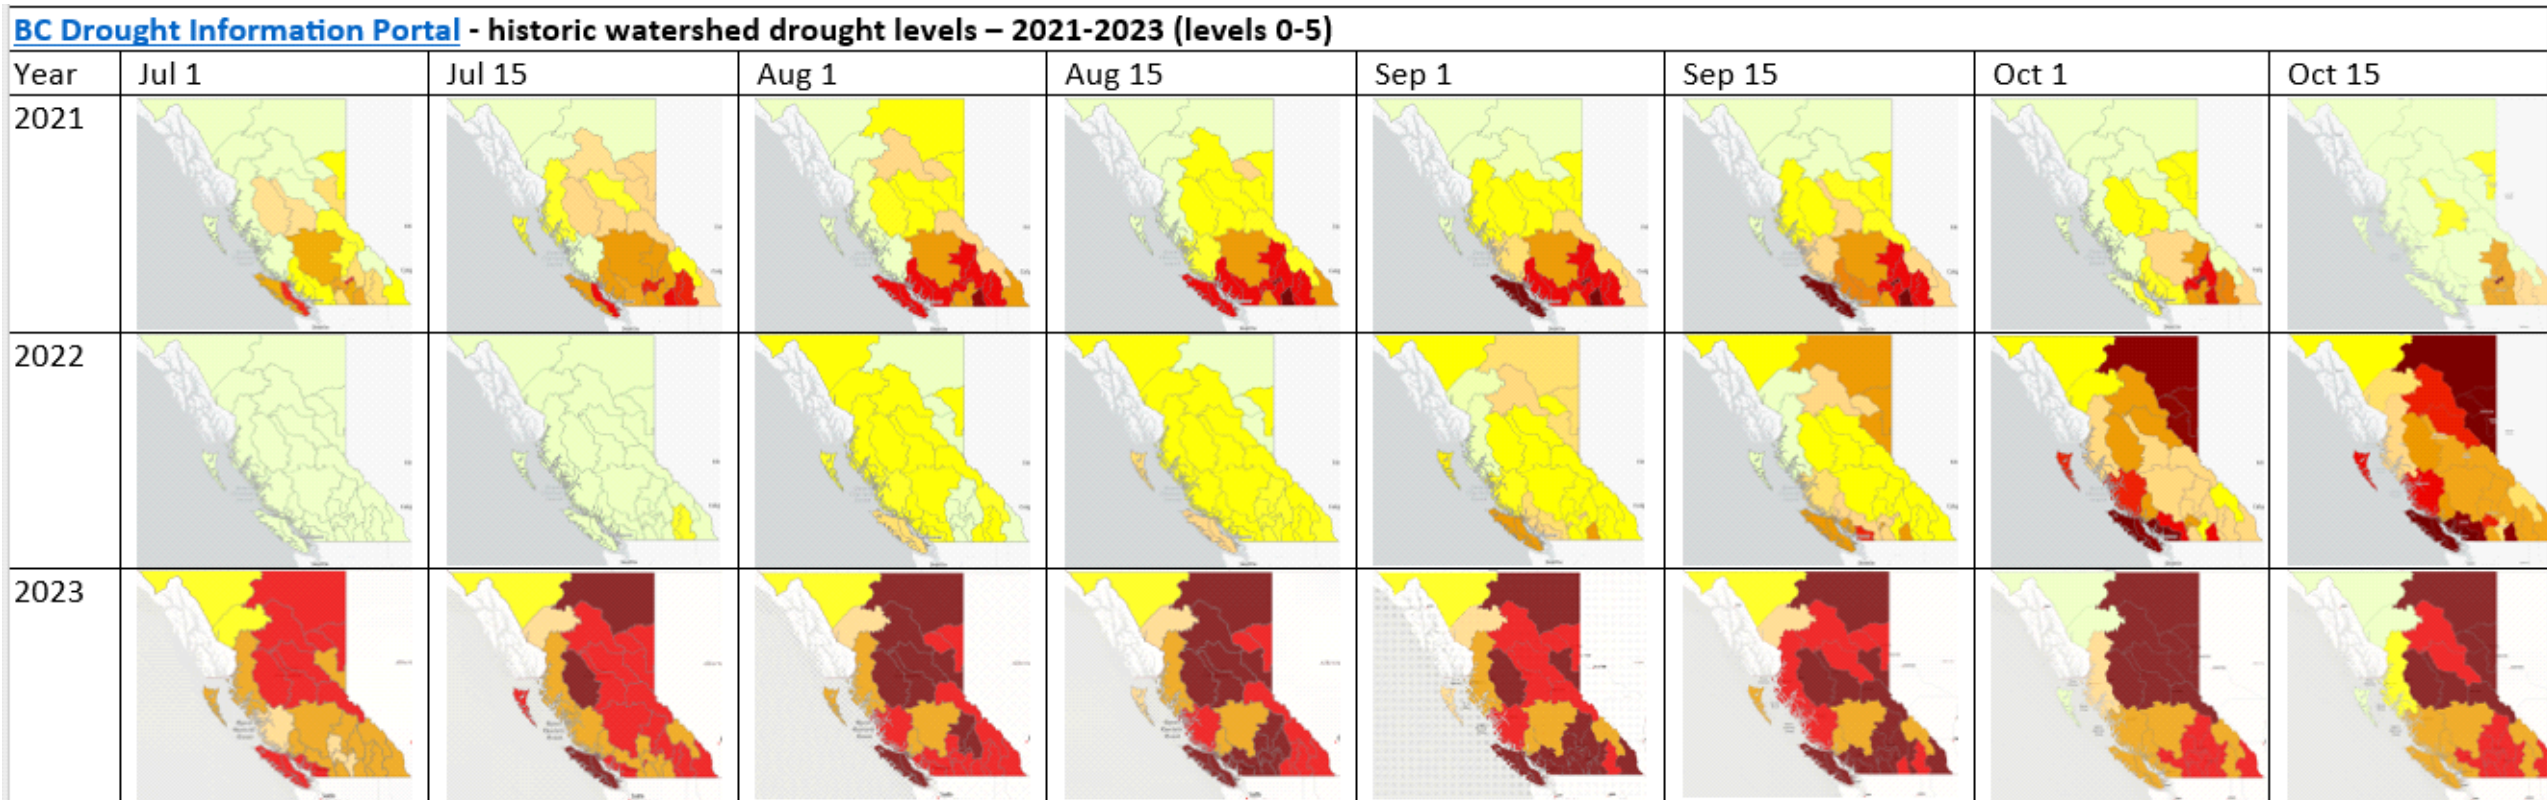 BC Drought Information Portal - historic watershed drought levels – 2021-2023 (levels 0-5)
Year Jul 1 Jul 15 Aug 1 Aug 15 Sep 1 Sep 15 Oct 1 Oct 15
2021
2022
2023